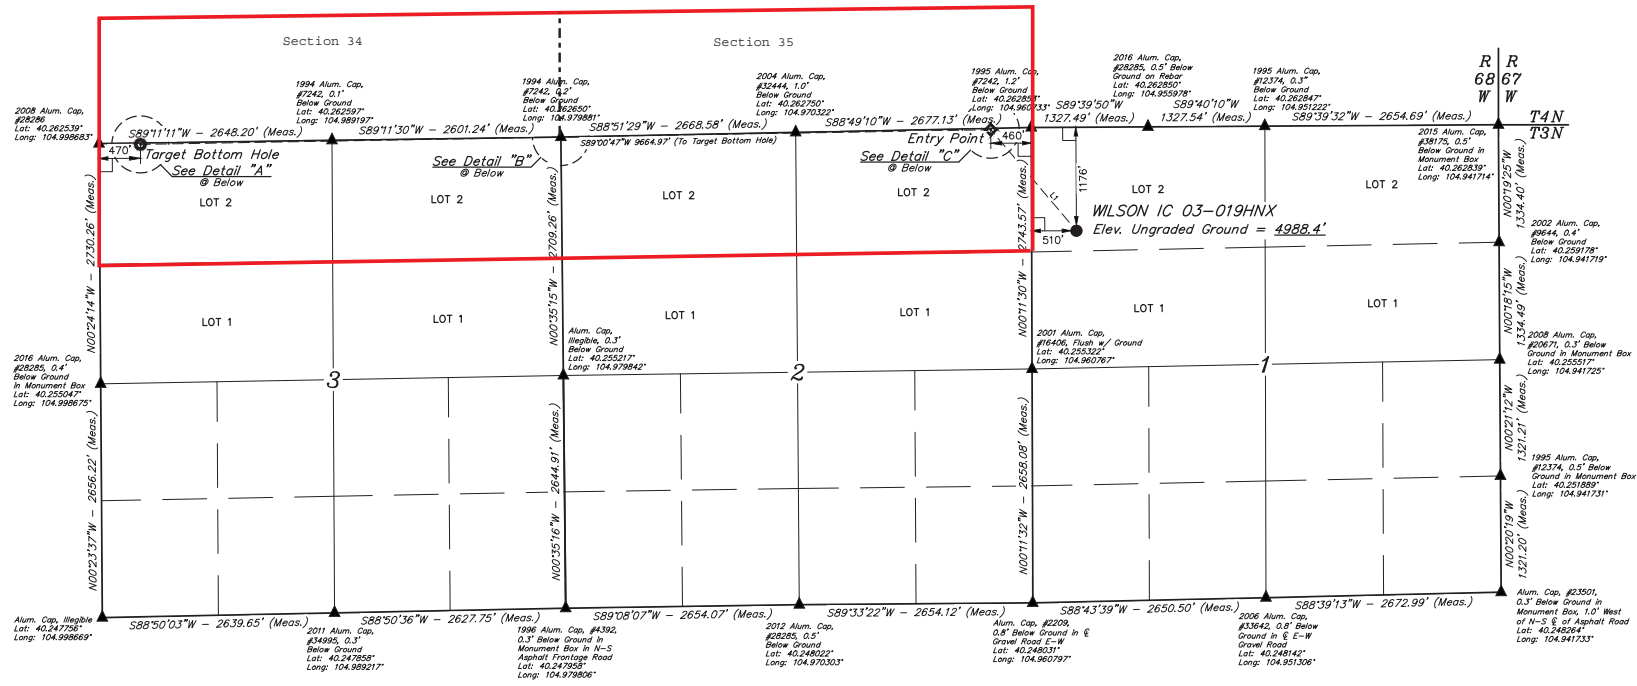 Section 34
Section 35
R R
68 67
W W
T4N
T3N
2008 Alum. Cap,
#28286
Lat: 40.262539°
Long: 104.998683°
1994 Alum. Cap,
#7242, 0.1'
Below Ground
Lat: 40.262597°
Long: 104.989197°
1994 Alum. Cap,
#7242, 0.2'
Below Ground
Lat: 40.262650°
Long: 104.979881°
2004 Alum. Cap,
#32444, 1.0'
Below Ground
Lat: 40.262750°
Long: 104.970322°
1995 Alum. Cap,
#7242, 1.2'
Below Ground
Long: 104.960733°
2016 Alum. Cap,
#28285, 0.5' Below
Ground on Rebar
Lat: 40.262850°
Long: 104.955978°
1995 Alum. Cap,
#12374, 0.3"
Below Ground
Lat: 40.262847°
Long: 104.951222°
2015 Alum. Cap,
#38175, 0.5'
Below Ground in
Monument Box
Lat: 40.262839°
Long: 104.941714°
S89°11'11"W - 2648.20' (Meas.)
S89°11'30"W - 2601.24' (Meas.)
S88°51'29"W - 2668.58' (Meas.)
S88°49'10"W - 2677.13' (Meas.)
S89°39'50"W
1327.49' (Meas.)
S89°40'10"W
1327.54' (Meas.)
S89°39'32"W - 2654.69' (Meas.)
S89°00'47"W 9664.97' (To Target Bottom Hole)
470'
Target Bottom Hole
See Detail "A"
@ Below
See Detail "B"
@ Below
Entry Point
460'
See Detail "C"
@ Below
LOT 2
LOT 2
LOT 2
LOT 2
LOT 2
LOT 2
1176'
L1
510'
WILSON IC 03-019HNX
Elev. Ungraded Ground = 4988.4'
N00°24'14"W - 2730.26' (Meas.)
N00°35'15"W - 2709.26' (Meas.)
N00°11'30"W - 2743.57' (Meas.)
N00°19'25"W
1334.40' (Meas.)
2002 Alum. Cap,
#9644, 0.4'
Below Ground
Lat: 40.259178°
Long: 104.941719°
N00°18'15"W
1334.49' (Meas.)
LOT 1
LOT 1
LOT 1
LOT 1
LOT 1
LOT 1
2016 Alum. Cap,
#28285, 0.4'
Below Ground
in Monument Box
Lat: 40.255047°
Long: 104.998675°
Alum. Cap,
Illegible, 0.3'
Below Ground
Lat: 40.255217°
Long: 104.979842°
2001 Alum. Cap,
#16406, Flush w/ Ground
Lat: 40.255322°
Long: 104.960767°
2008 Alum. Cap,
#20671, 0.3' Below
Ground in Monument Box
Lat: 40.255517°
Long: 104.941725°
3
2
1
N00°23'37"W - 2656.22' (Meas.)
N00°35'16"W - 2644.91' (Meas.)
N00°11'32"W - 2658.08' (Meas.)
N00°21'12"W
1321.21' (Meas.)
1995 Alum. Cap,
#12374, 0.5' Below
Ground in Monument Box
Lat: 40.251889°
Long: 104.941731°
N00°20'19"W
1321.20' (Meas.)
S88°50'03"W - 2639.65' (Meas.)
S88°50'36"W - 2627.75' (Meas.)
S89°08'07"W - 2654.07' (Meas.)
S89°33'22"W - 2654.12' (Meas.)
S88°43'39"W - 2650.50' (Meas.)
S88°39'13"W - 2672.99' (Meas.)
Alum. Cap, Illegible
Lat: 40.247756°
Long: 104.998669°
2011 Alum. Cap,
#34995, 0.3'
Below Ground
Lat: 40.247858°
Long: 104.989217°
1996 Alum. Cap, #4392,
0.3' Below Ground in
Monument Box in N-S
Asphalt Frontage Road
Lat: 40.247958°
Long: 104.979806°
2012 Alum. Cap,
#28285, 0.5'
Below Ground
Lat: 40.248022°
Long: 104.970303°
Alum. Cap, #2209,
0.8' Below Ground in ℄
Gravel Road E-W
Lat: 40.248031°
Long: 104.960797°
2006 Alum. Cap,
#33642, 0.8' Below
Ground in ℄ E-W
Gravel Road
Lat: 40.248142°
Long: 104.951306°
Alum. Cap, #23501,
0.3' Below Ground in
Monument Box, 1.0' West
of N-S ℄ of Asphalt Road
Lat: 40.248264°
Long: 104.941733°